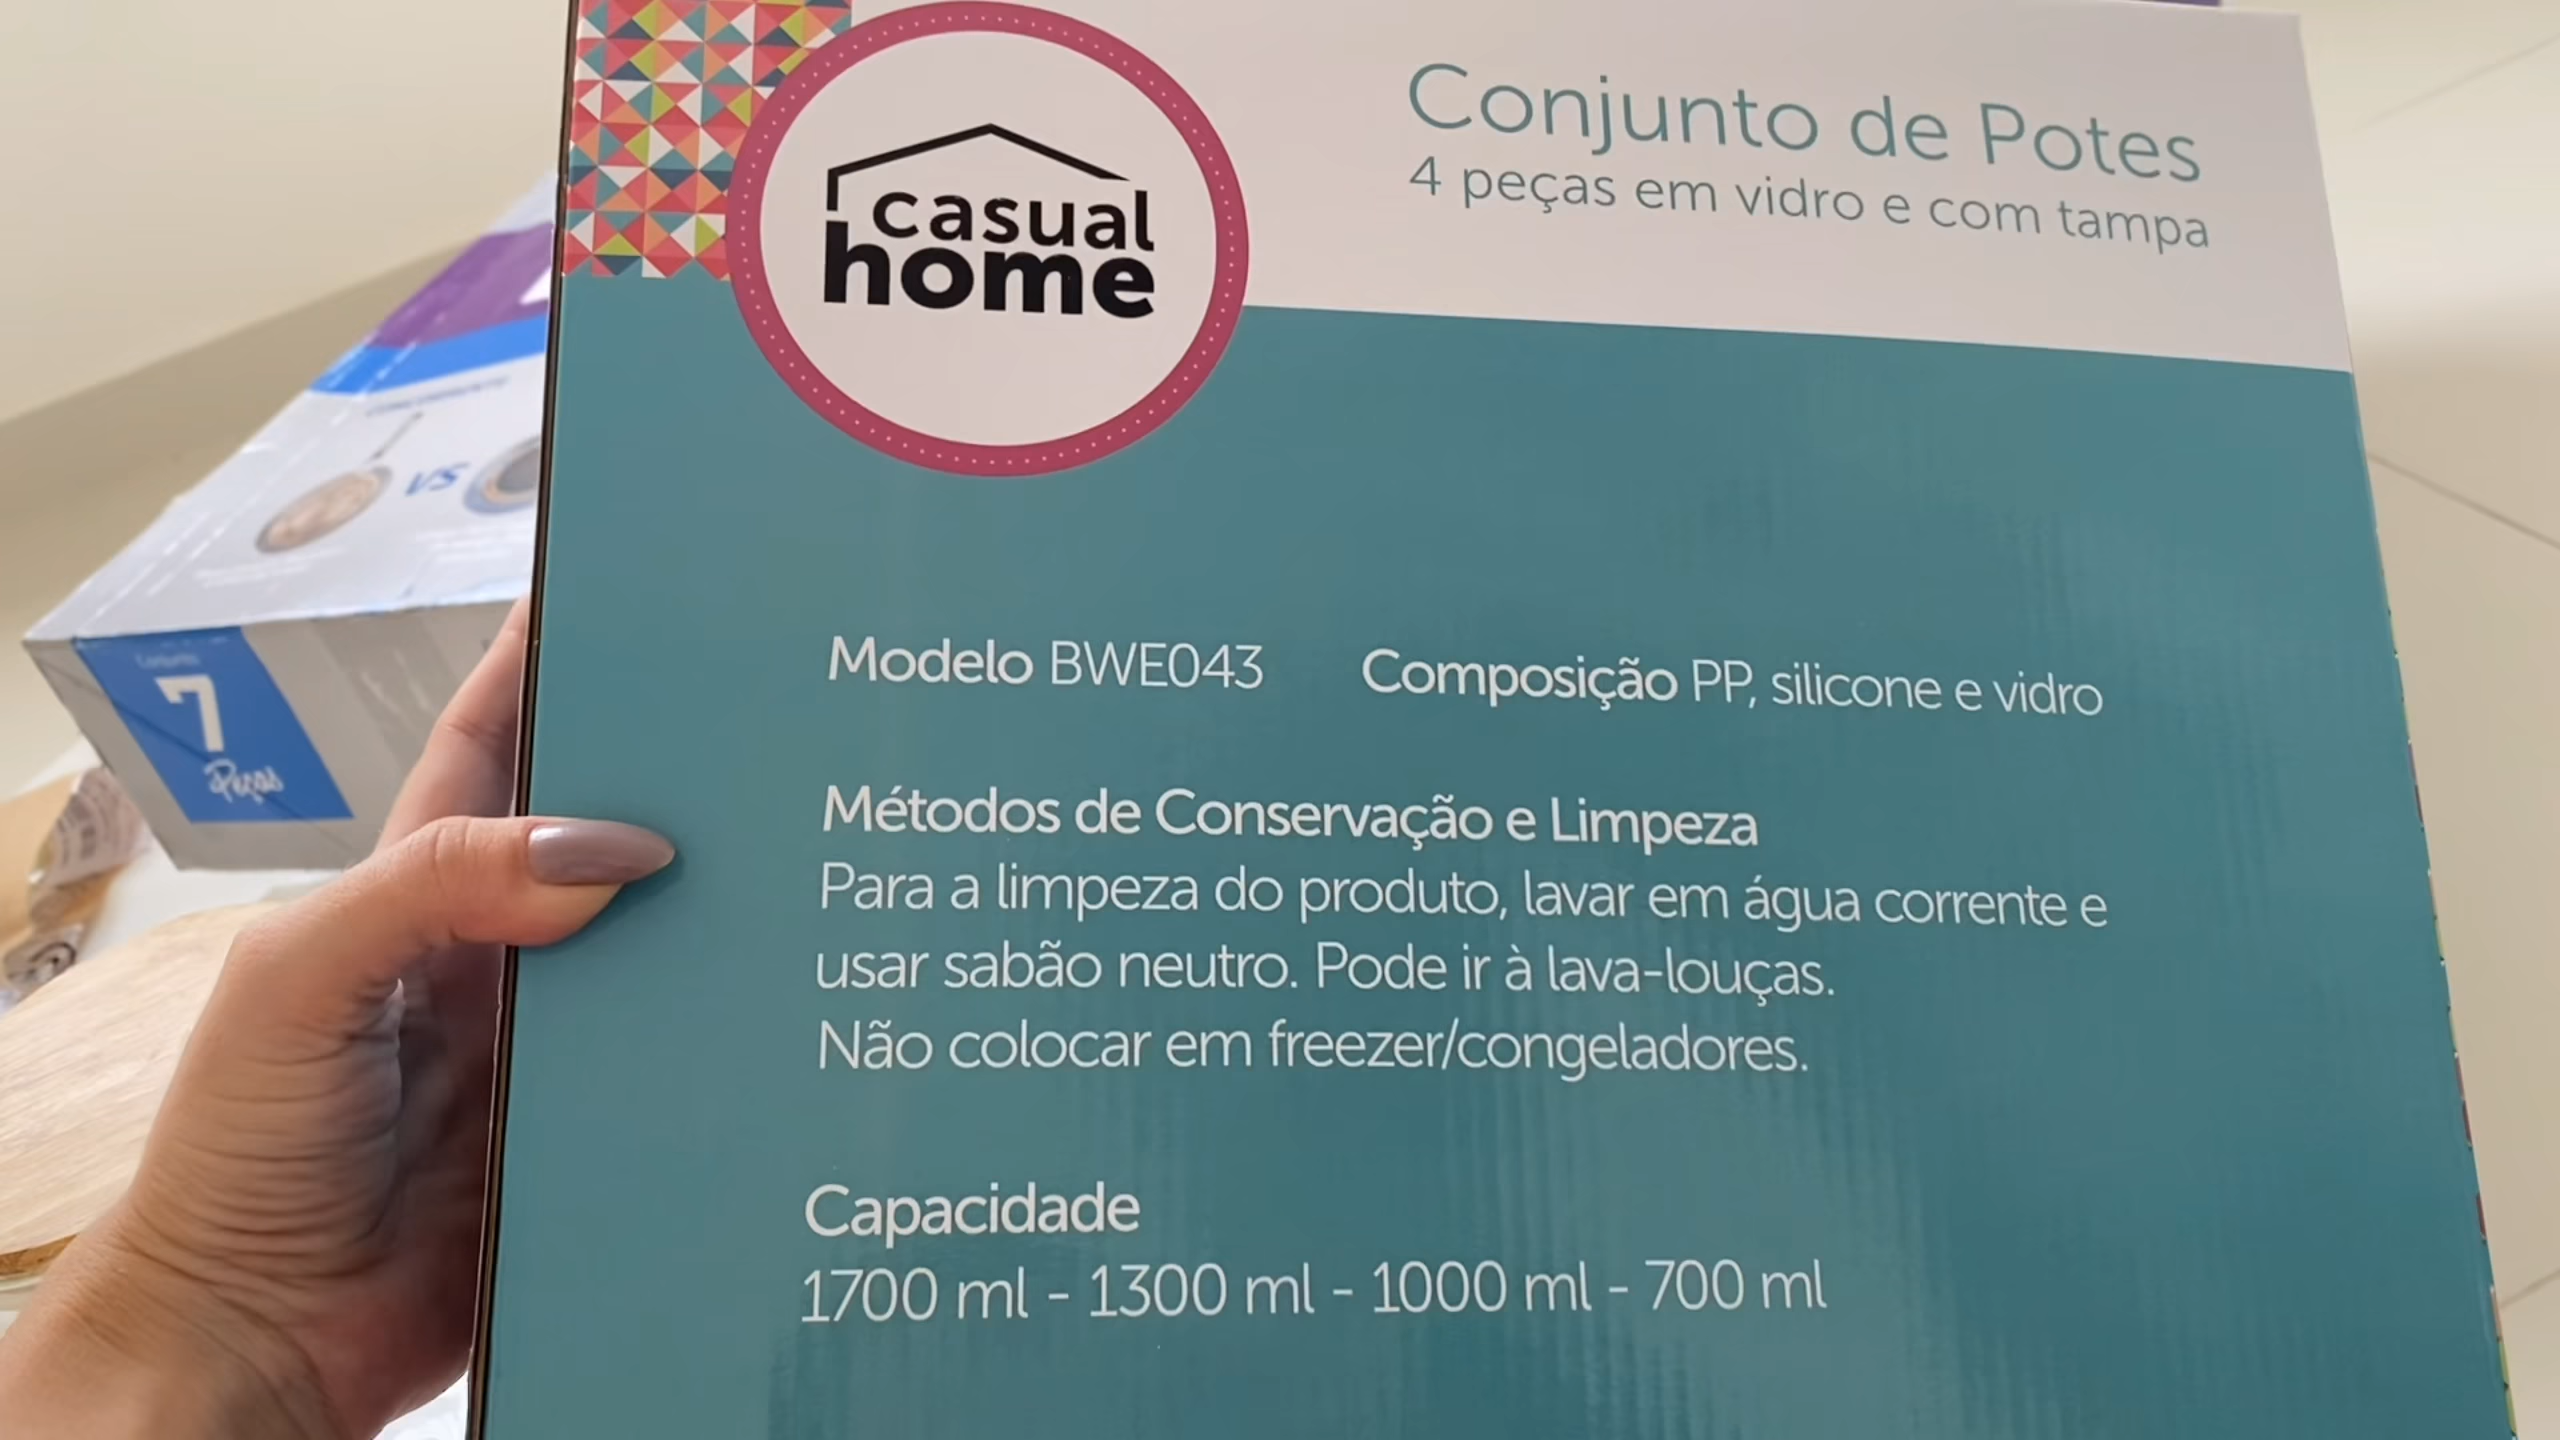 casual
home
Conjunto de Potes
4 peças em vidro e com tampa
VS
7
Peças
Modelo BWE043 Composição PP, silicone e vidro
Métodos de Conservação e Limpeza
Para a limpeza do produto, lavar em água corrente e
usar sabão neutro. Pode ir à lava-louças.
Não colocar em freezer/congeladores.
Capacidade
1700 ml - 1300 ml - 1000 ml - 700 ml